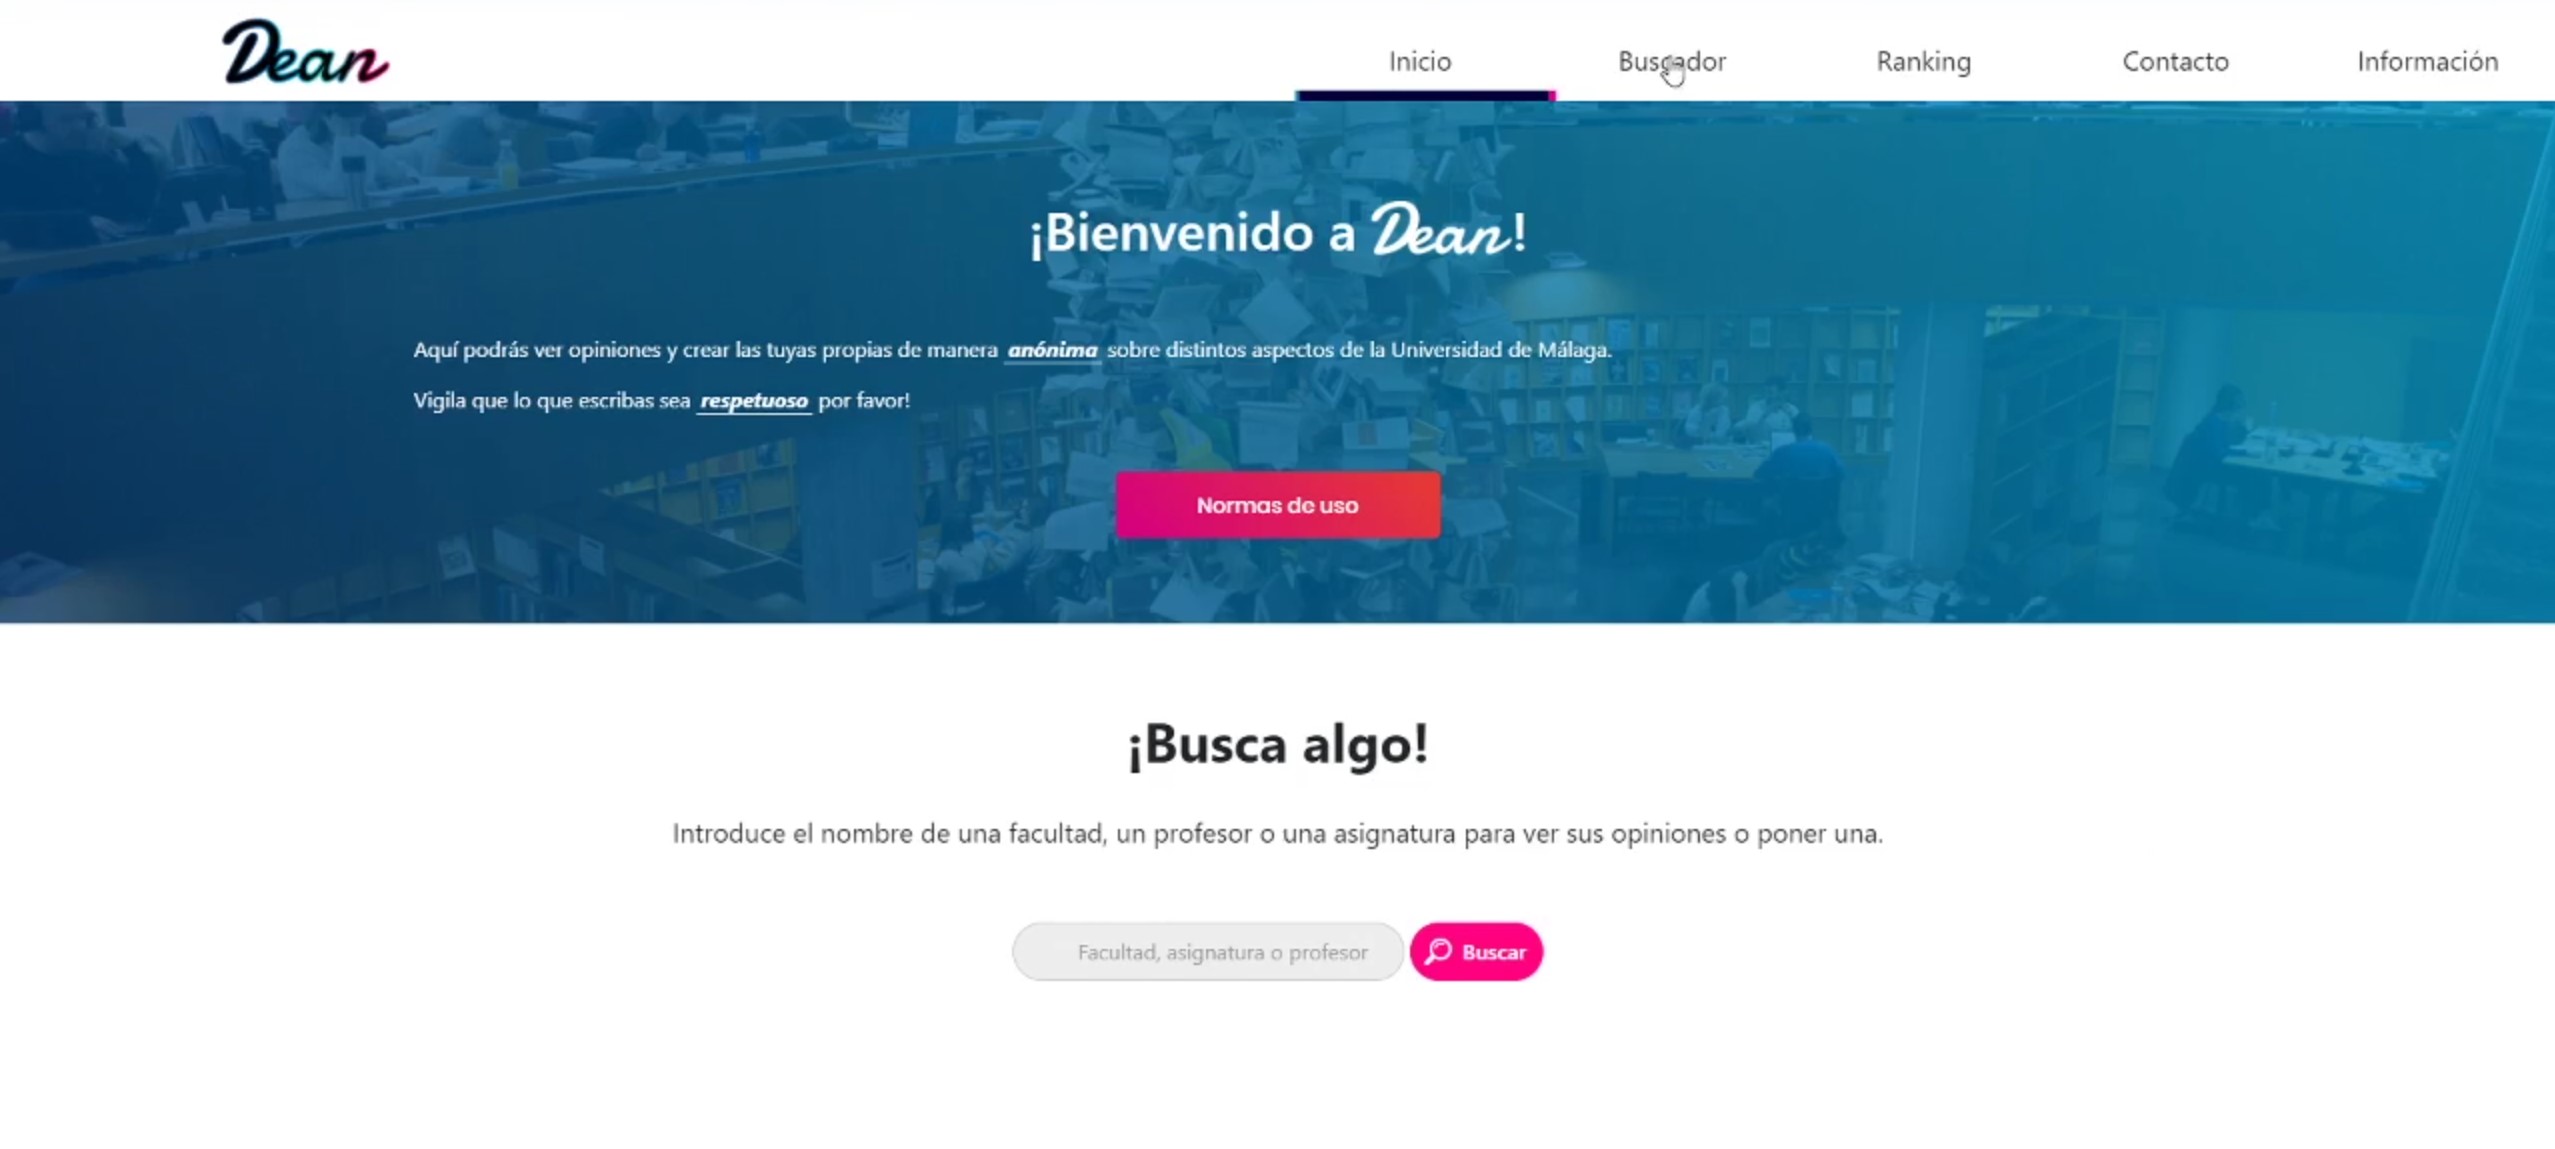 Dean
Inicio
Buscador
Ranking
Contacto
Información
¡Bienvenido a Dean!
Aquí podrás ver opiniones y crear las tuyas propias de manera anónima sobre distintos aspectos de la Universidad de Málaga.
Vigila que lo que escribas sea respetuoso por favor!
Normas de uso
¡Busca algo!
Introduce el nombre de una facultad, un profesor o una asignatura para ver sus opiniones o poner una.
Facultad, asignatura o profesor
Buscar